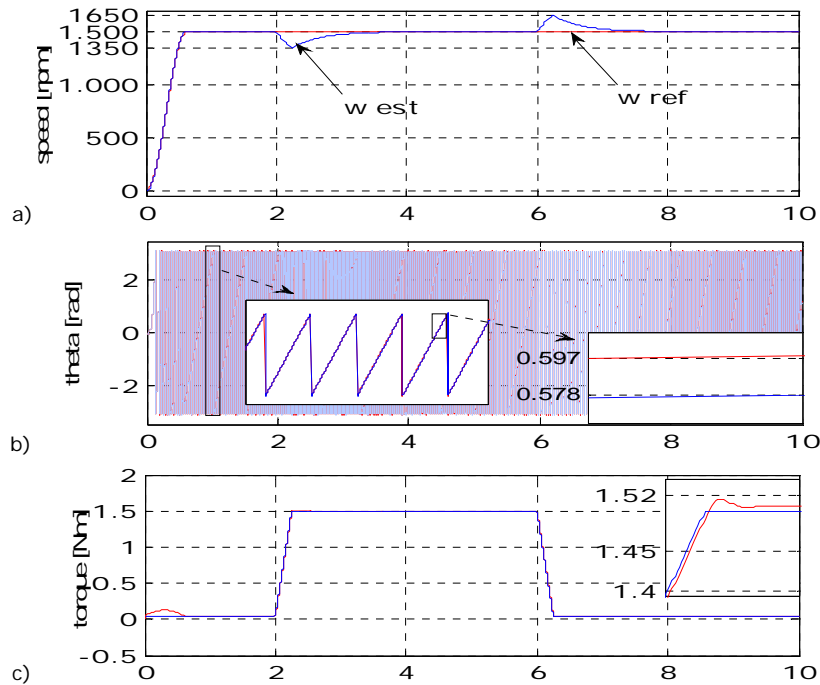 1650
1.500
1350
1.000
500
0
speed [rpm]
w est
w ref
0 2 4 6 8 10
a)
2
0
-2
theta [rad]
0.597
0.578
0 2 4 6 8 10
b)
2
1.5
1
0.5
0
-0.5
torque [Nm]
1.52
1.45
1.4
0 2 4 6 8 10
c)